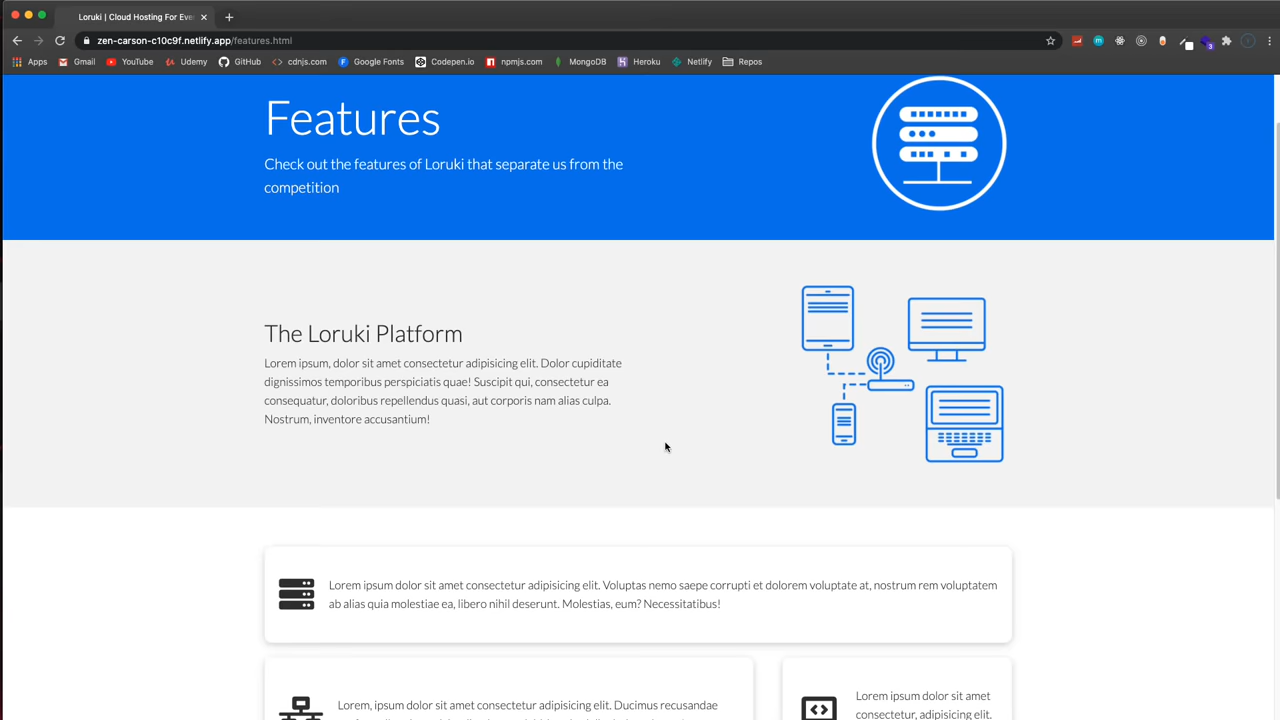 Loruki | Cloud Hosting For Eve
zen-carson-c10c9f.netlify.app/features.html
Apps Gmail YouTube Udemy GitHub cdnjs.com Google Fonts Codepen.io npmjs.com MongoDB Heroku Netlify Repos
Features
Check out the features of Loruki that separate us from the
competition
The Loruki Platform
Lorem ipsum, dolor sit amet consectetur adipisicing elit. Dolor cupiditate
dignissimos temporibus perspiciatis quae! Suscipit qui, consectetur ea
consequatur, doloribus repellendus quasi, aut corporis nam alias culpa.
Nostrum, inventore accusantium!
Lorem ipsum dolor sit amet consectetur adipisicing elit. Voluptas nemo saepe corrupti et dolorem voluptate at, nostrum rem voluptatem
ab alias quia molestiae ea, libero nihil deserunt. Molestias, eum? Necessitatibus!
Lorem, ipsum dolor sit amet consectetur adipisicing elit. Ducimus recusandae
Lorem ipsum dolor sit amet
consectetur, adipisicing elit.